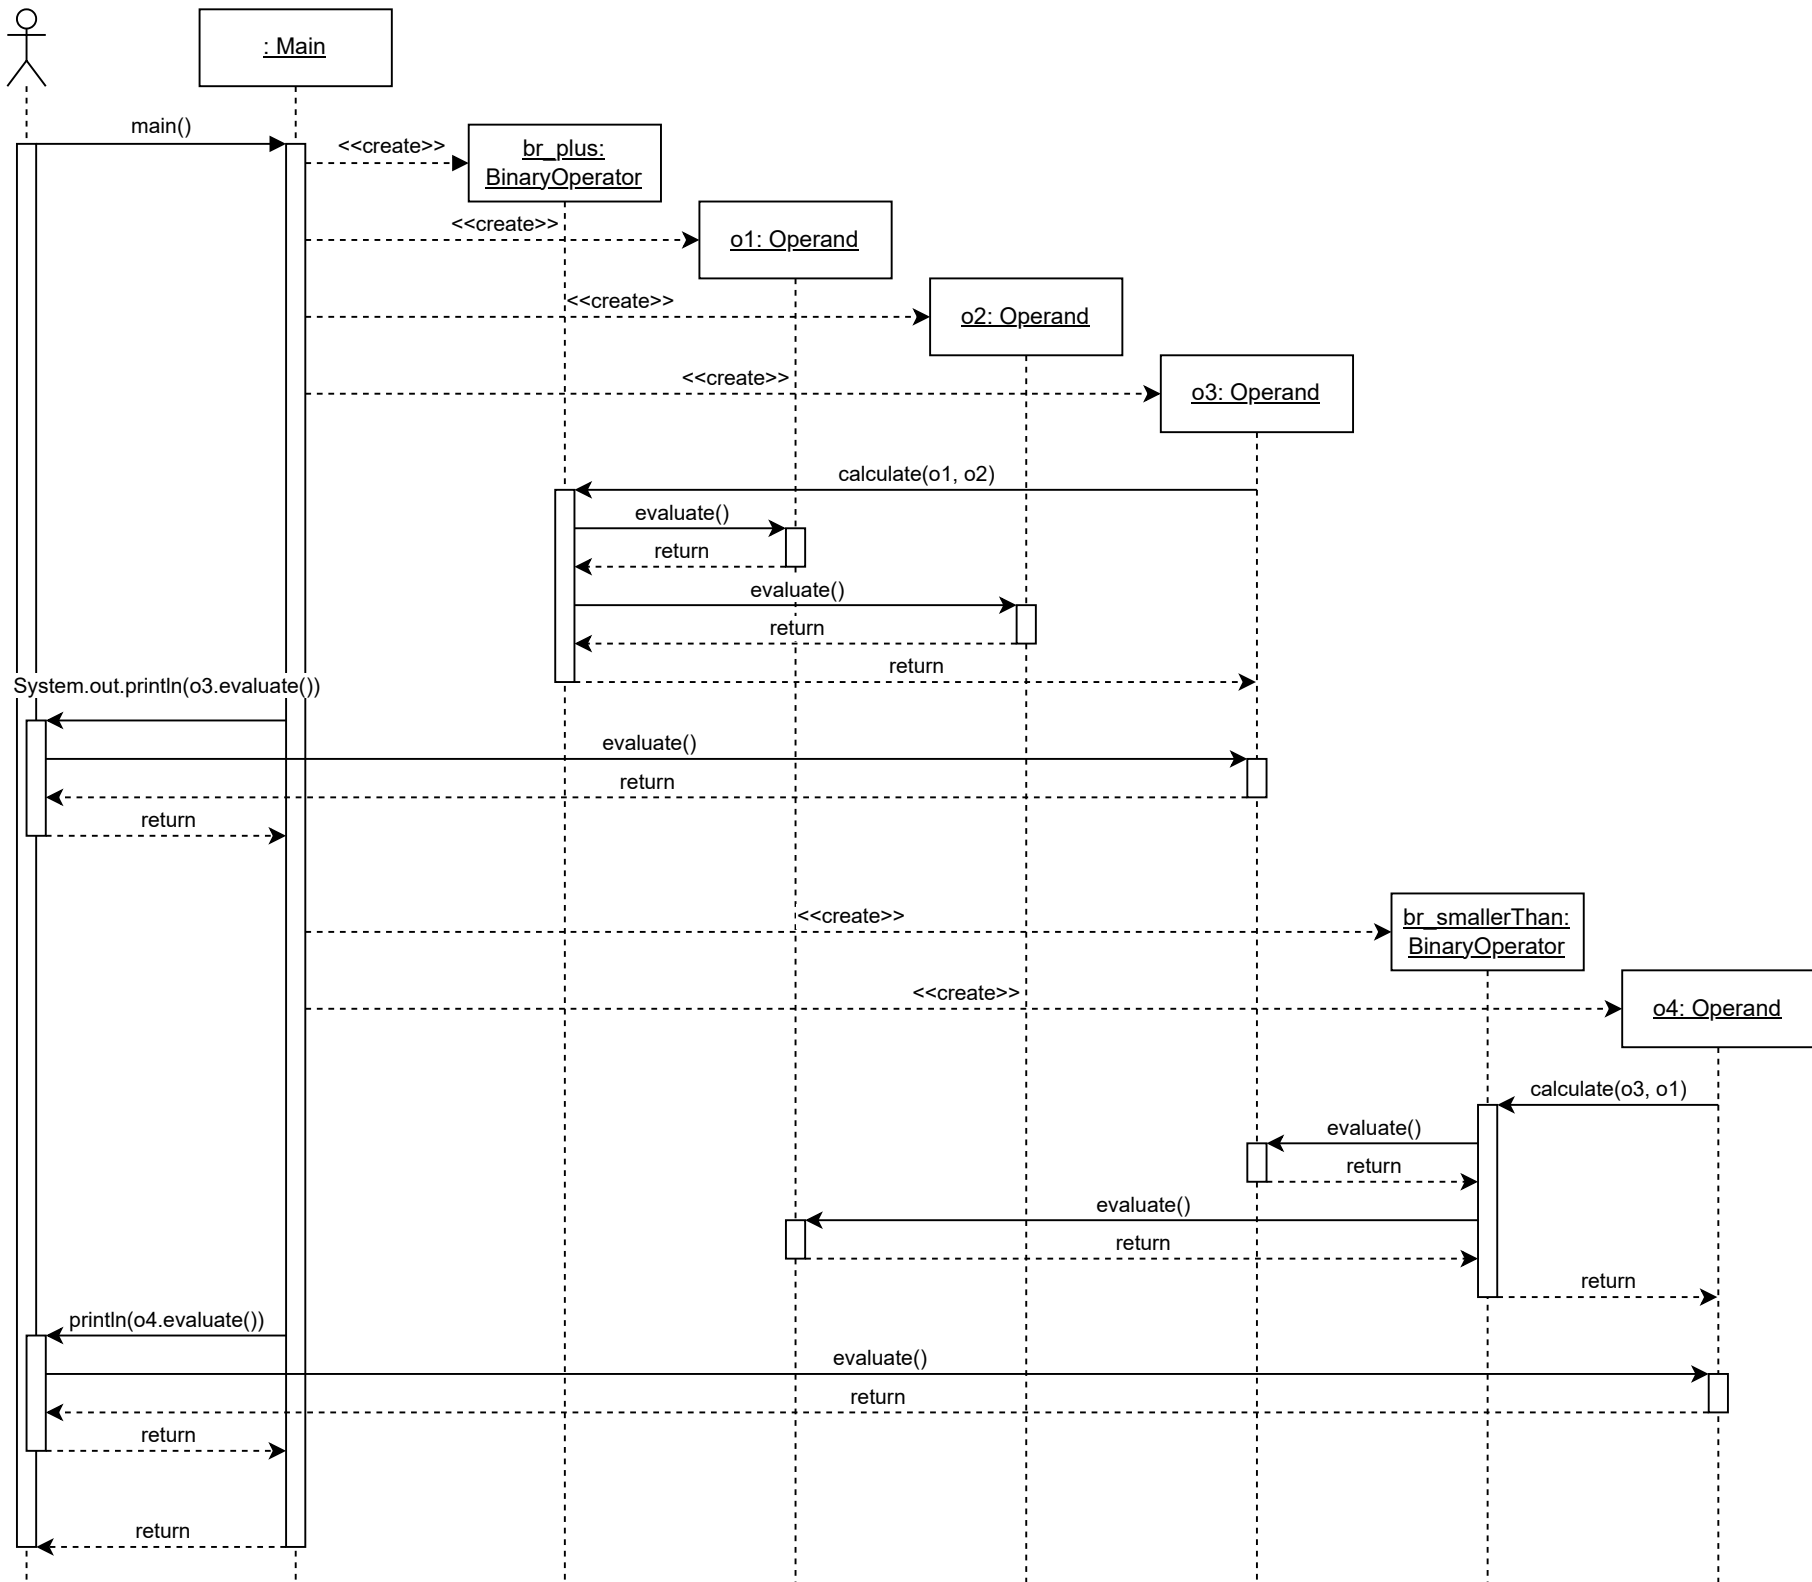 : Main
main()
<<create>>
br_plus:
BinaryOperator
<<create>>
o1: Operand
<<create>>
o2: Operand
<<create>>
o3: Operand
calculate(o1, o2)
evaluate()
return
evaluate()
return
return
System.out.println(o3.evaluate())
evaluate()
return
return
<<create>>
br_smallerThan:
BinaryOperator
<<create>>
o4: Operand
calculate(o3, o1)
evaluate()
return
evaluate()
return
return
println(o4.evaluate())
evaluate()
return
return
return